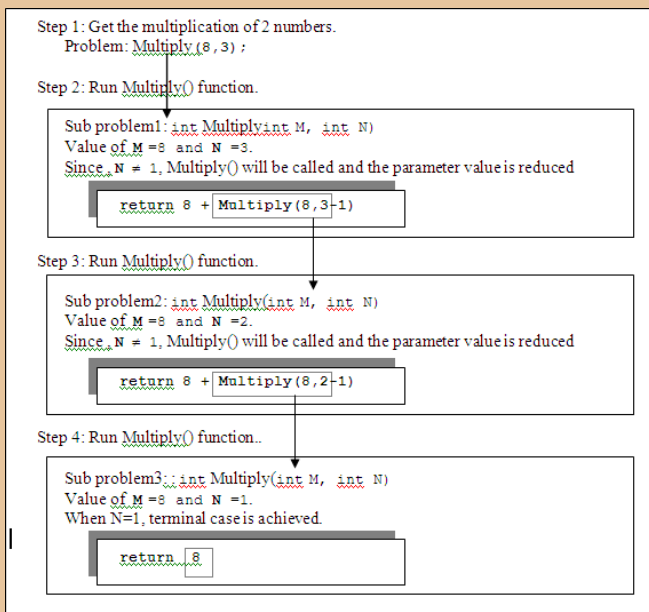 Step 1: Get the multiplication of 2 numbers.
Problem: Multiply(8,3);
Step 2: Run Multiply() function.
Sub problem1: int Multiplyint M, int N)
Value of M =8 and N =3.
Since , N ≠ 1, Multiply() will be called and the parameter value is reduced
return 8 + Multiply(8,3-1)
Step 3: Run Multiply() function.
Sub problem2: int Multiply(int M, int N)
Value of M =8 and N =2.
Since , N ≠ 1, Multiply() will be called and the parameter value is reduced
return 8 + Multiply(8,2-1)
Step 4: Run Multiply() function..
Sub problem3: : int Multiply(int M, int N)
Value of M =8 and N =1.
When N=1, terminal case is achieved.
return 8